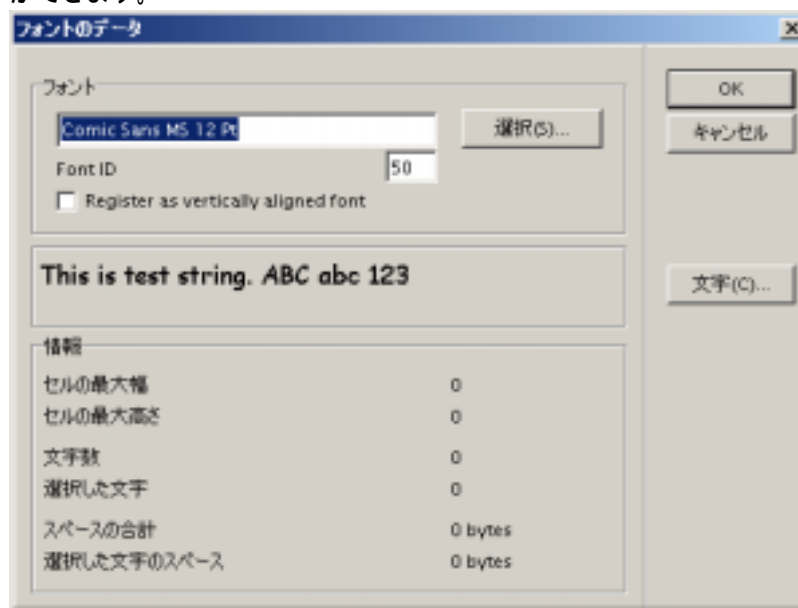 ができます。
フォントのデータ
フォント
Comic Sans MS 12 Pt
選択(S)...
OK
キャンセル
Font ID
50
Register as vertically aligned font
This is test string. ABC abc 123
文字(C)...
情報
セルの最大幅 0
セルの最大高さ 0
文字数 0
選択した文字 0
スペースの合計 0 bytes
選択した文字のスペース 0 bytes